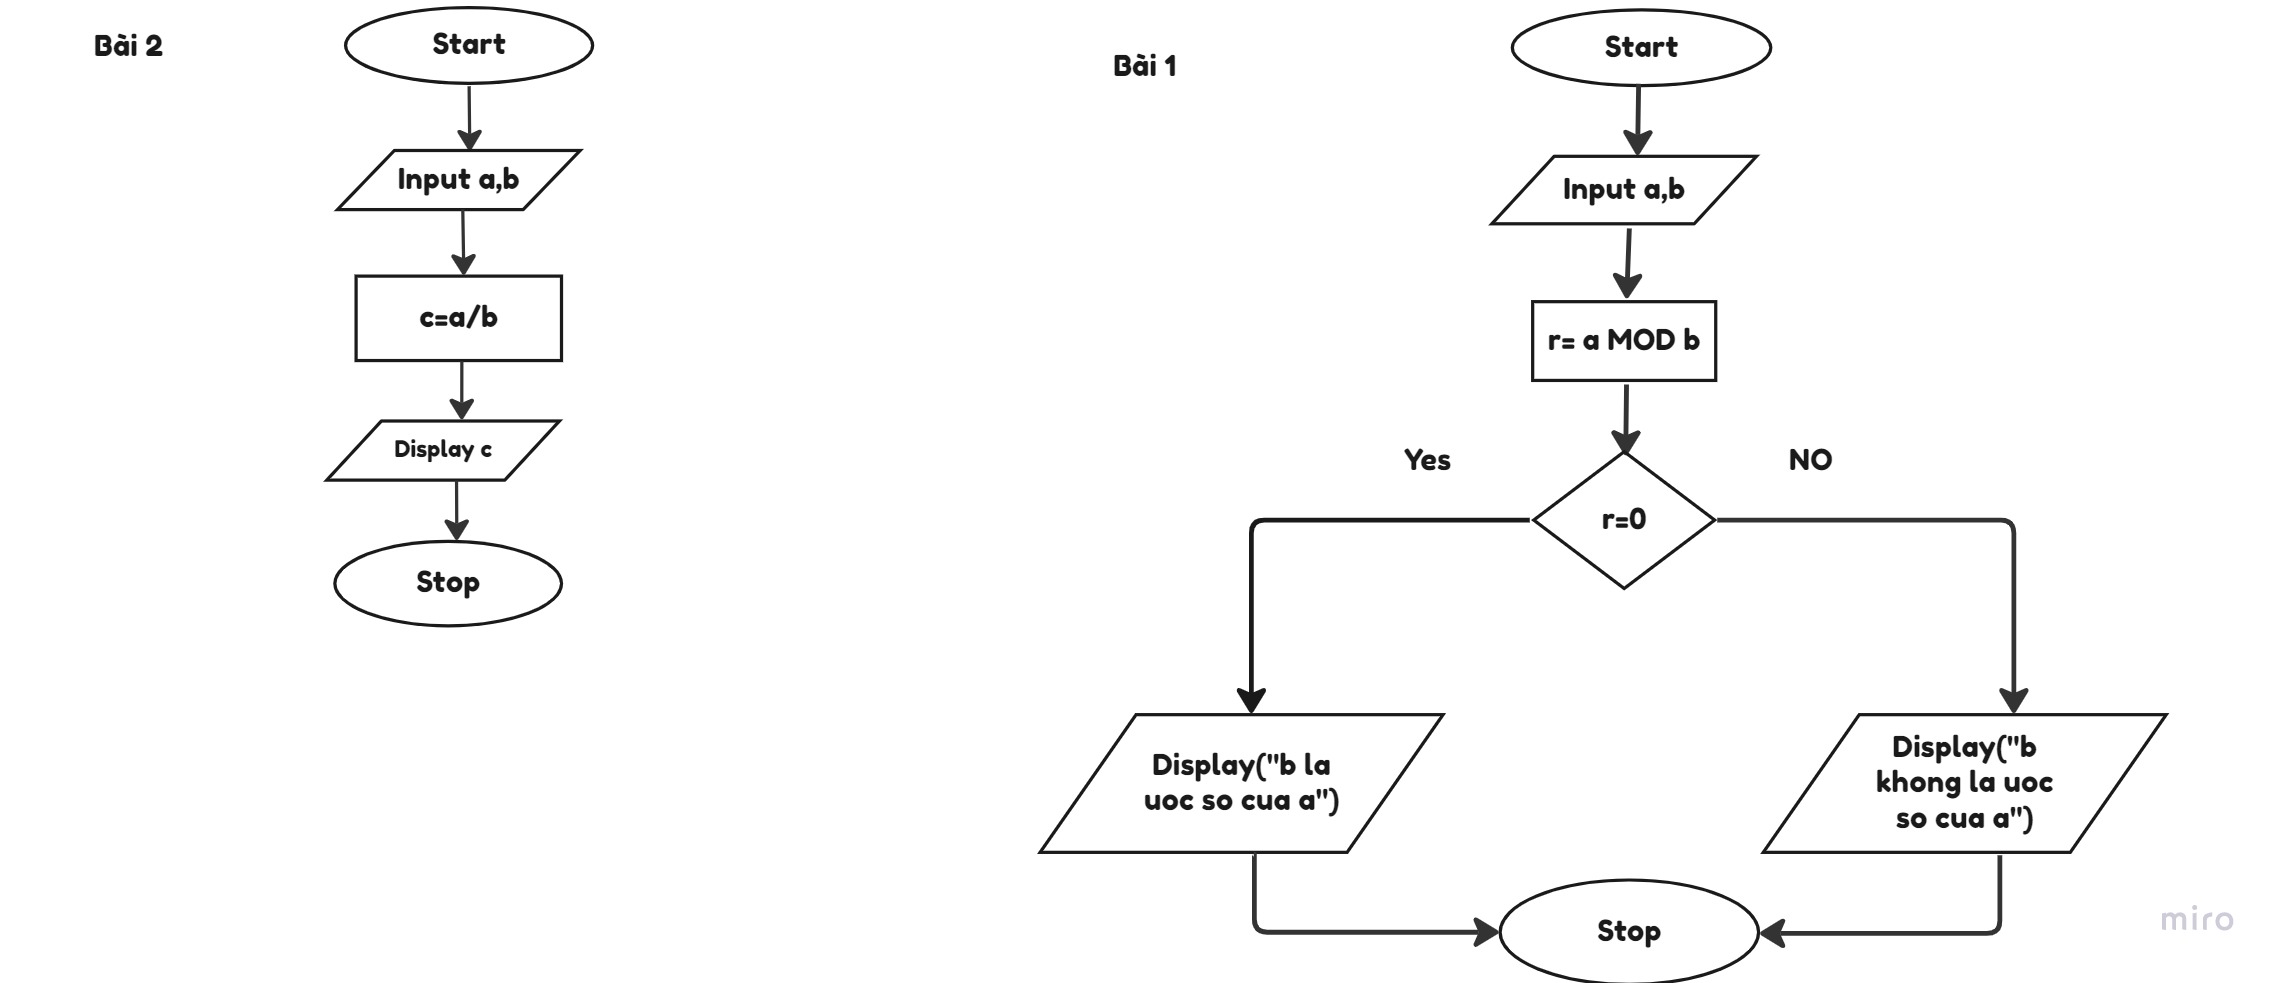 Bài 2
Start
Input a,b
c=a/b
Display c
Stop
Bài 1
Start
Input a,b
r= a MOD b
Yes
NO
r=0
Display("b la
uoc so cua a")
Display("b
khong la uoc
so cua a")
Stop
miro